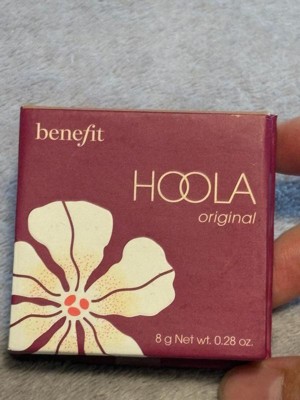 benefit
HOOLA
original
8 g Net wt. 0.28 oz.